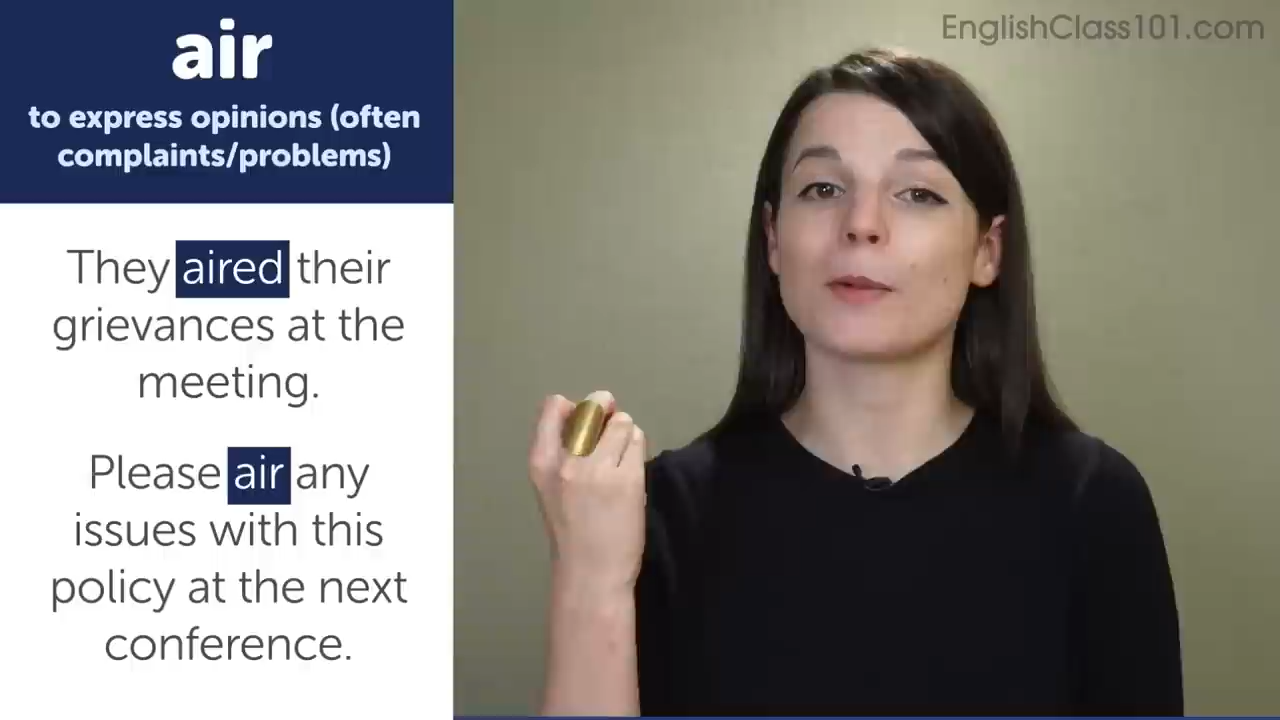 air
to express opinions (often
complaints/problems)
They aired their
grievances at the
meeting.
Please air any
issues with this
policy at the next
conference.
EnglishClass101.com